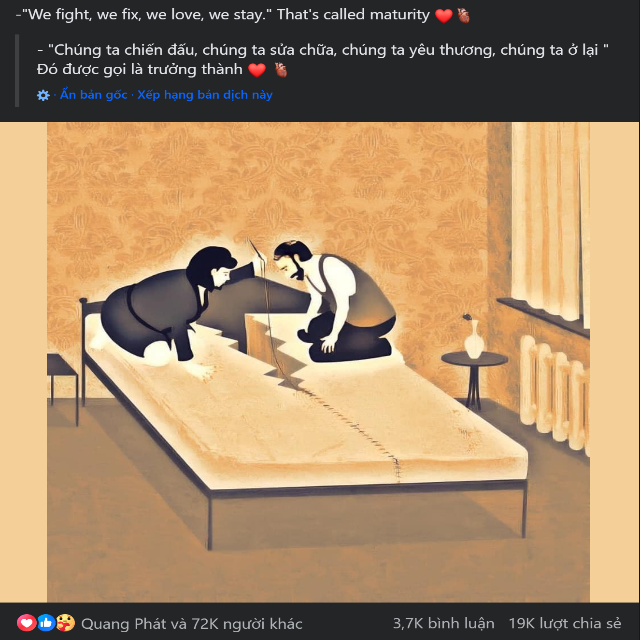 -"We fight, we fix, we love, we stay." That's called maturity ❤️🫀
- "Chúng ta chiến đấu, chúng ta sửa chữa, chúng ta yêu thương, chúng ta ở lại "
Đó được gọi là trưởng thành ❤️ 🫀
· Ẩn bản gốc · Xếp hạng bản dịch này
Quang Phát và 72K người khác 3,7K bình luận 19K lượt chia sẻ